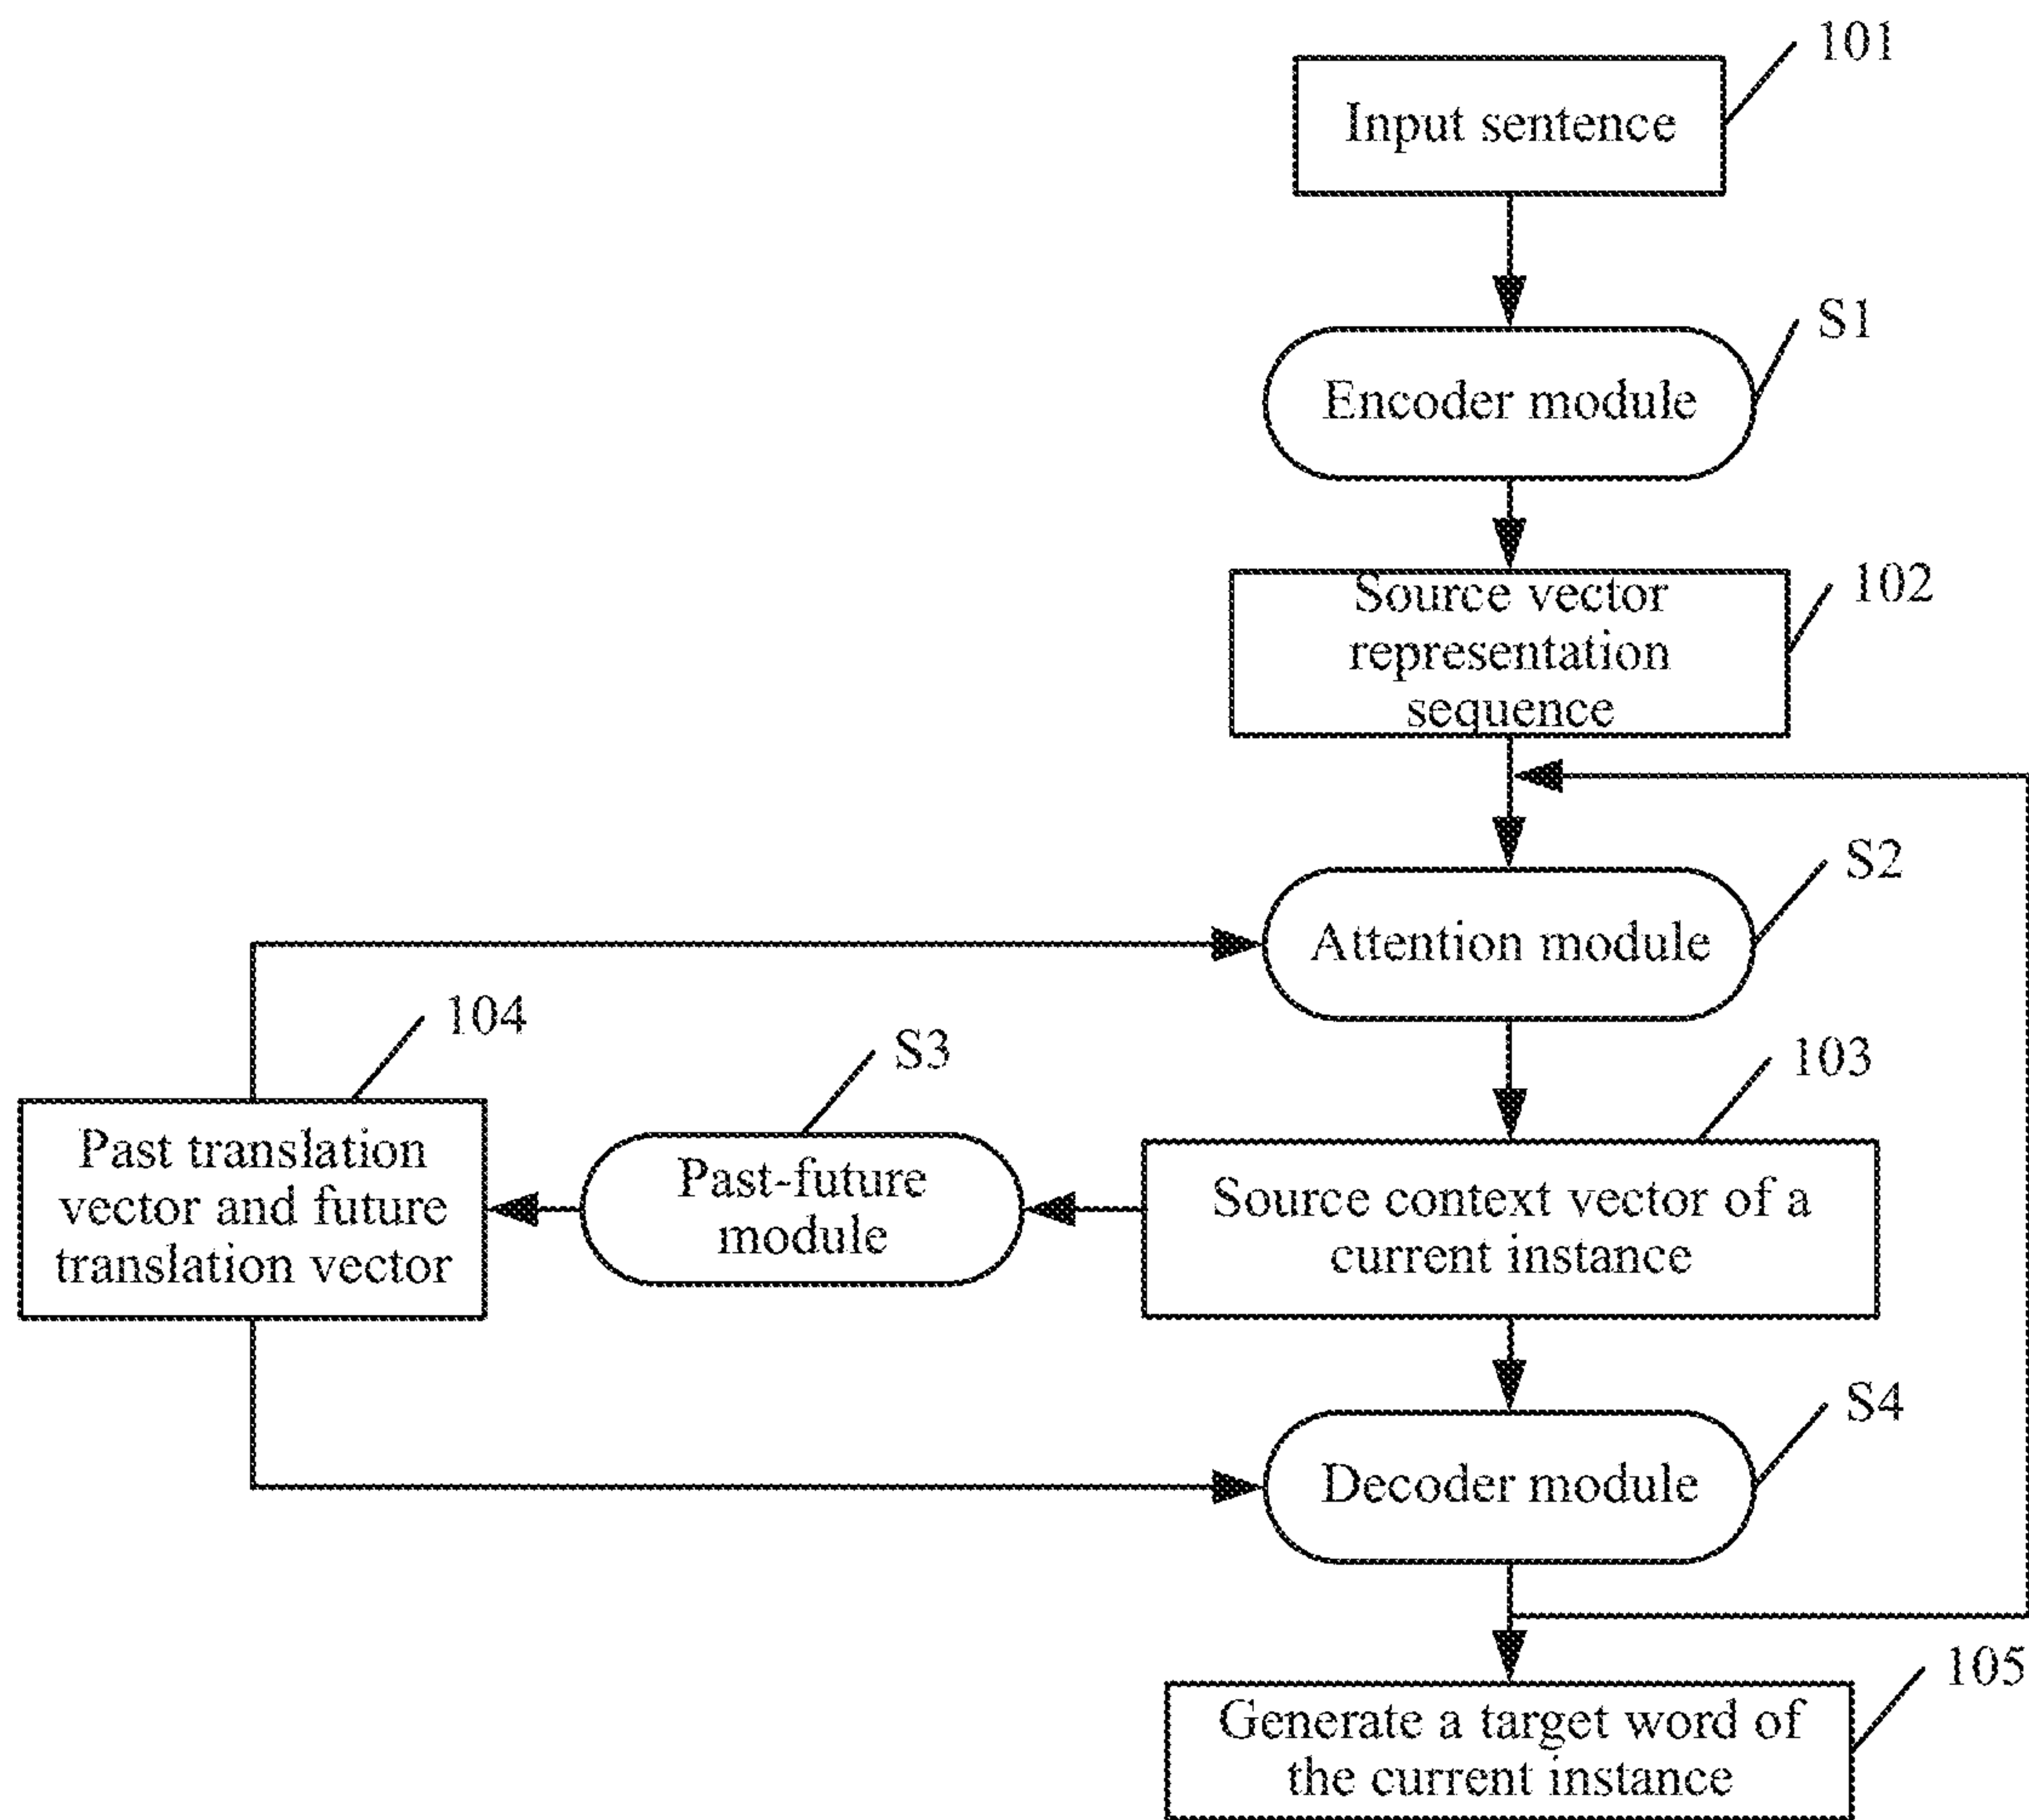 101
Input sentence
S1
Encoder module
102
Source vector
representation
sequence
S2
Attention module
104
S3
103
Past translation
vector and future
translation vector
Past-future
module
Source context vector of a
current instance
S4
Decoder module
105
Generate a target word of
the current instance